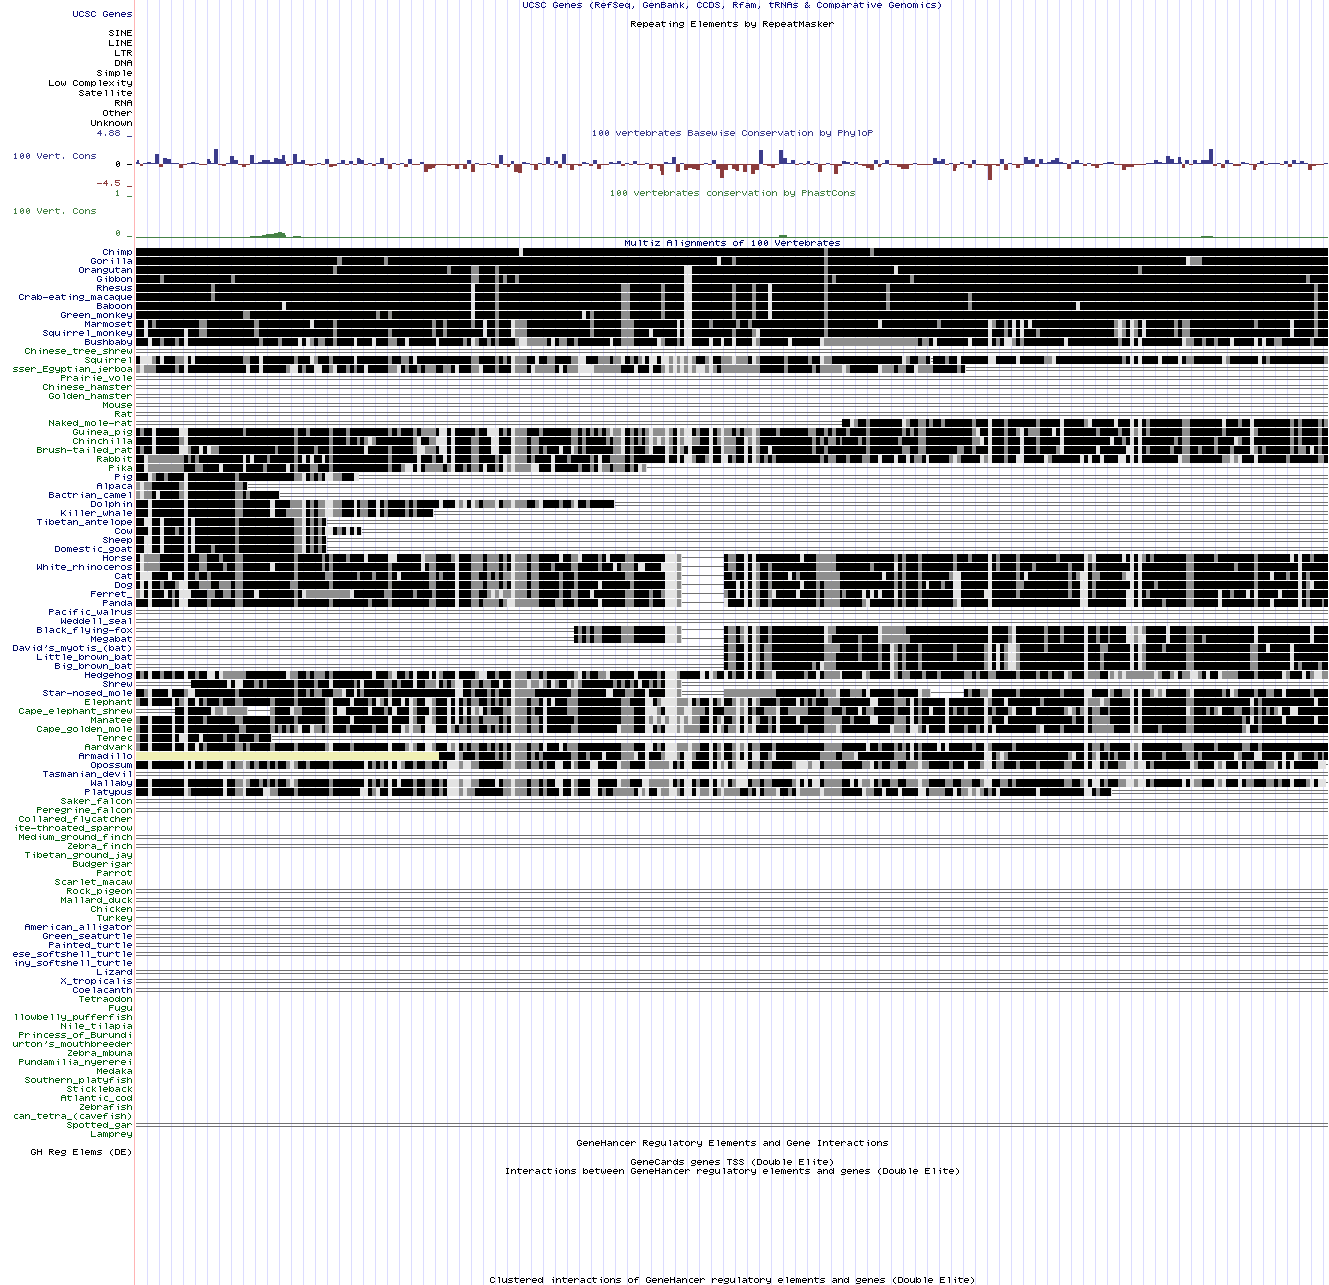 UCSC Genes (RefSeq, GenBank, CCDS, Rfam, tRNAs & Comparative Genomics)
UCSC Genes
Repeating Elements by RepeatMasker
SINE
LINE
LTR
DNA
Simple
Low Complexity
Satellite
RNA
Other
Unknown
4.88 _
100 vertebrates Basewise Conservation by PhyloP
100 Vert. Cons
0 -
-4.5 _
1 _
100 vertebrates conservation by PhastCons
100 Vert. Cons
0 _
Multiz Alignments of 100 Vertebrates
Chimp
Gorilla
Orangutan
Gibbon
Rhesus
Crab-eating_macaque
Baboon
Green_monkey
Marmoset
Squirrel_monkey
Bushbaby
Chinese_tree_shrew
Squirrel
sser_Egyptian_jerboa
Prairie_vole
Chinese_hamster
Golden_hamster
Mouse
Rat
Naked_mole-rat
Guinea_pig
Chinchilla
Brush-tailed_rat
Rabbit
Pika
Pig
Alpaca
Bactrian_camel
Dolphin
Killer_whale
Tibetan_antelope
Cow
Sheep
Domestic_goat
Horse
White_rhinoceros
Cat
Dog
Ferret_
Panda
Pacific_walrus
Weddell_seal
Black_flying-fox
Megabat
David's_myotis_(bat)
Little_brown_bat
Big_brown_bat
Hedgehog
Shrew
Star-nosed_mole
Elephant
Cape_elephant_shrew
Manatee
Cape_golden_mole
Tenrec
Aardvark
Armadillo
Opossum
Tasmanian_devil
Wallaby
Platypus
Saker_falcon
Peregrine_falcon
Collared_flycatcher
ite-throated_sparrow
Medium_ground_finch
Zebra_finch
Tibetan_ground_jay
Budgerigar
Parrot
Scarlet_macaw
Rock_pigeon
Mallard_duck
Chicken
Turkey
American_alligator
Green_seaturtle
Painted_turtle
ese_softshell_turtle
iny_softshell_turtle
Lizard
X_tropicalis
Coelacanth
Tetraodon
Fugu
llowbelly_pufferfish
Nile_tilapia
Princess_of_Burundi
urton's_mouthbreeder
Zebra_mbuna
Pundamilia_nyererei
Medaka
Southern_platyfish
Stickleback
Atlantic_cod
Zebrafish
can_tetra_(cavefish)
Spotted_gar
Lamprey
GeneHancer Regulatory Elements and Gene Interactions
GH Reg Elems (DE)
GeneCards genes TSS (Double Elite)
Interactions between GeneHancer regulatory elements and genes (Double Elite)
Clustered interactions of GeneHancer regulatory elements and genes (Double Elite)